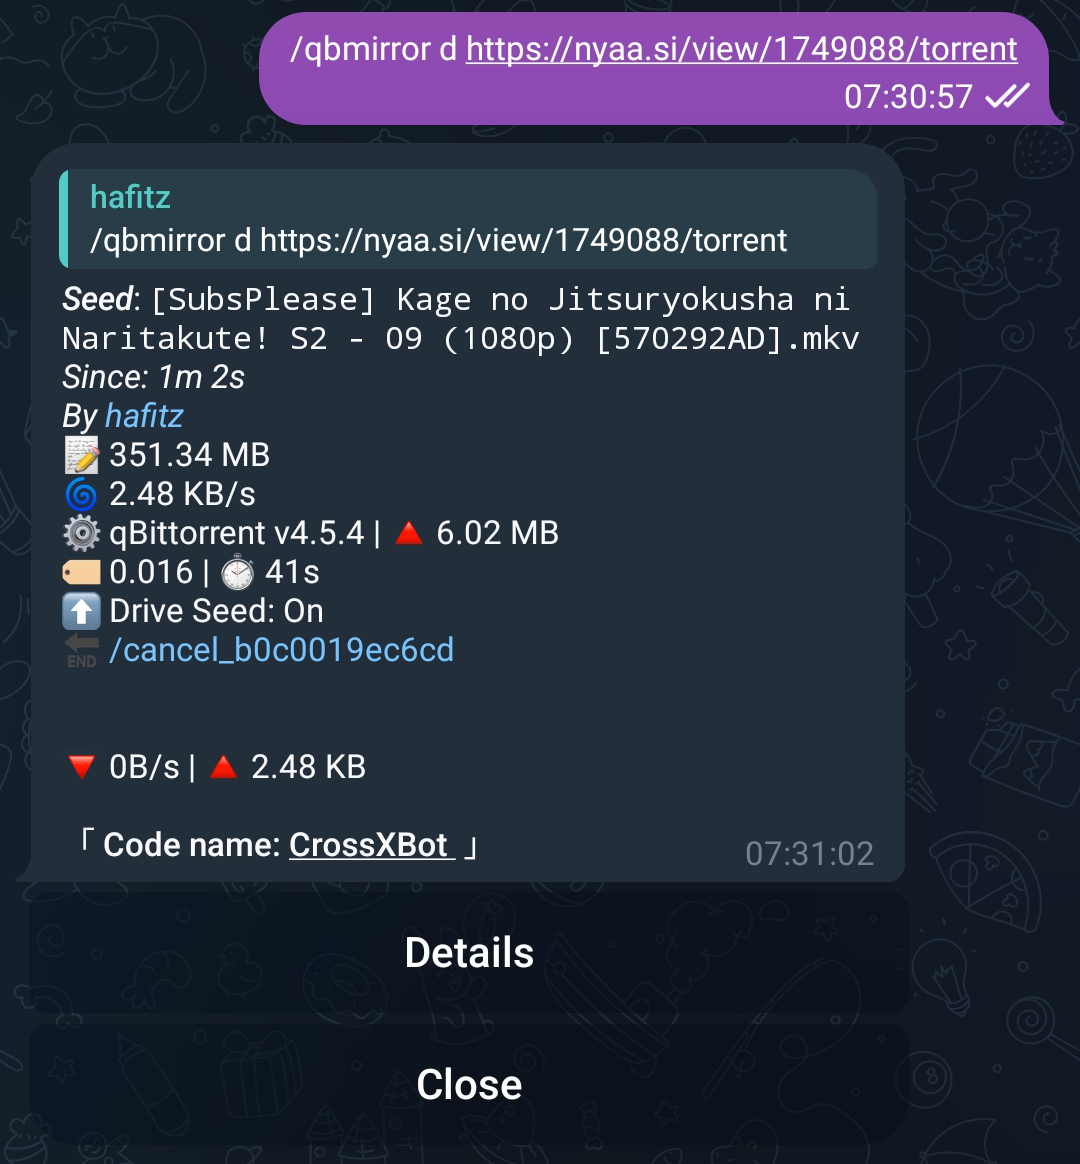 /qbmirror d https://nyaa.si/view/1749088/torrent
07:30:57
hafitz
/qbmirror d https://nyaa.si/view/1749088/torrent
Seed: [SubsPlease] Kage no Jitsuryokusha ni
Naritakute! S2 - 09 (1080p) [570292AD].mkv
Since: 1m 2s
By hafitz
📝 351.34 MB
🌀 2.48 KB/s
⚙️ qBittorrent v4.5.4 | 🔺 6.02 MB
🏷️ 0.016 | ⏱️ 41s
⬆️ Drive Seed: On
🔚 /cancel_b0c0019ec6cd
🔻 0B/s | 🔺 2.48 KB
「 Code name: CrossXBot 」
07:31:02
Details
Close